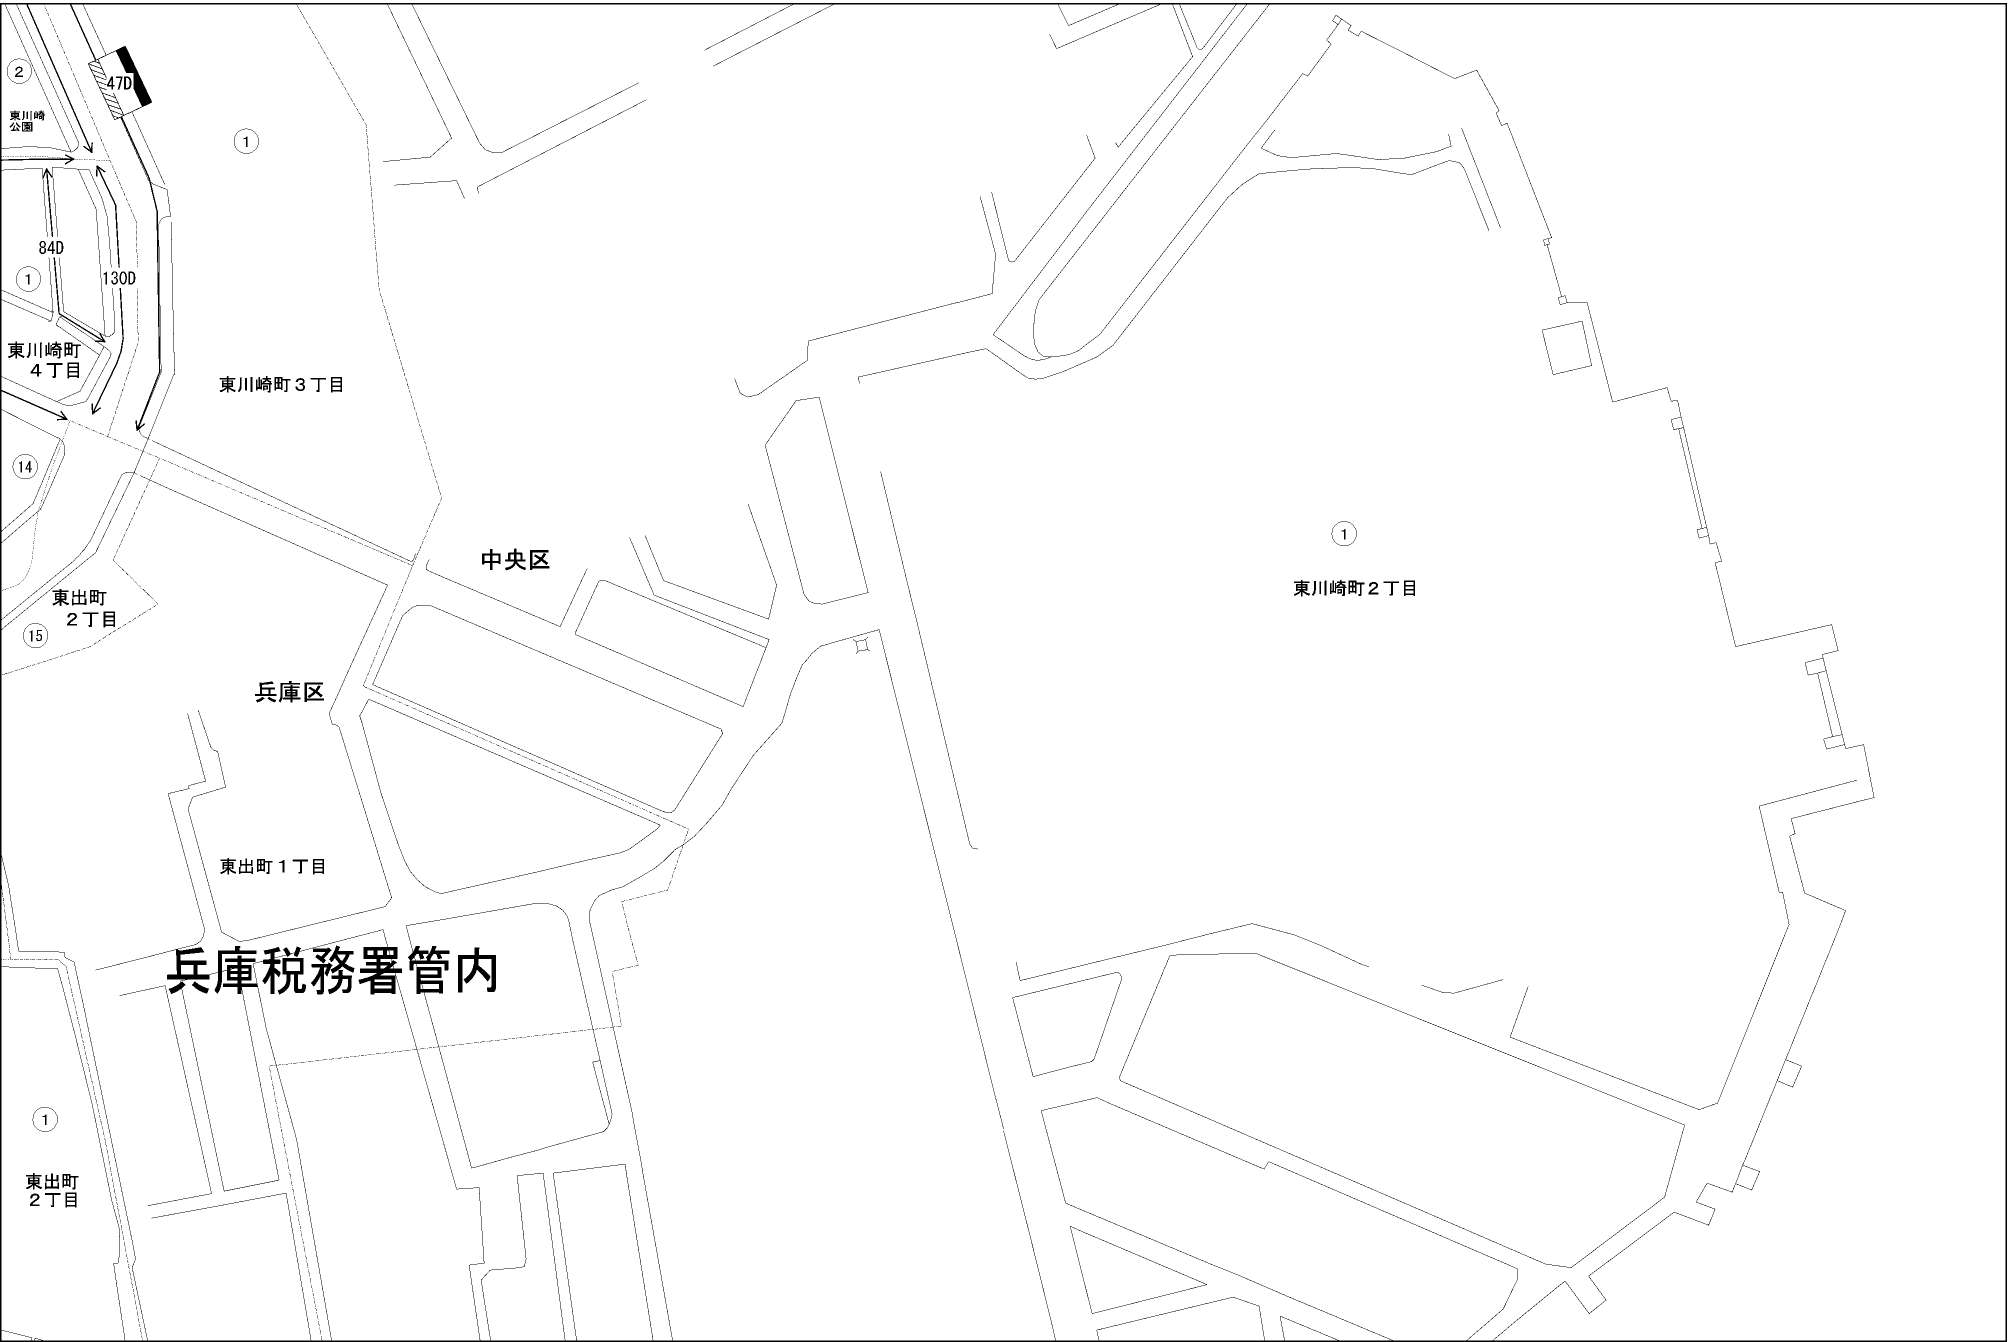 2
47D
東川崎
公園
1
84D
130D
1
東川崎町
4丁目
東川崎町3丁目
14
中央区
1
東川崎町2丁目
東出町
2丁目
15
兵庫区
東出町1丁目
兵庫税務署管内
1
東出町
2丁目